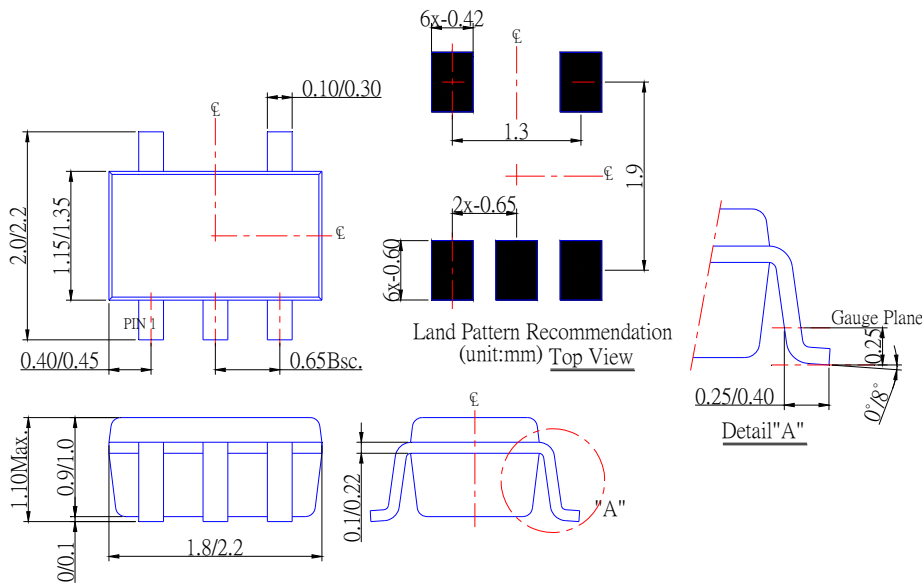 6x-0.42
℄
0.10/0.30
℄
1.3
℄
1.9
2.0/2.2
1.15/1.35
℄
2x-0.65
6x-0.60
PIN 1
Land Pattern Recommendation
(unit:mm) Top View
Gauge Plane
0.25
0.40/0.45
0.65Bsc.
0.25/0.40
0°/8°
Detail"A"
℄
1.10Max.
0.9/1.0
0.1/0.22
"A"
0/0.1
1.8/2.2